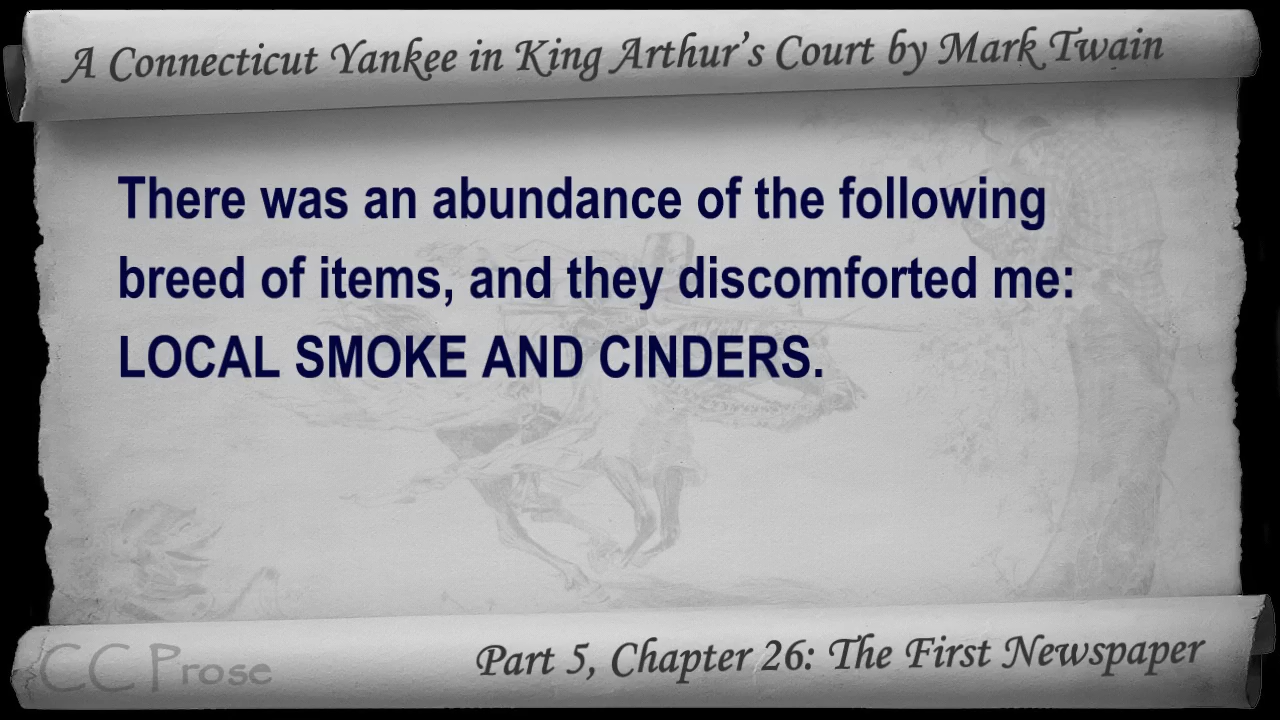 A Connecticut Yankee in King Arthur's Court by Mark Twain
There was an abundance of the following
breed of items, and they discomforted me:
LOCAL SMOKE AND CINDERS.
CC Prose
Part 5, Chapter 26: The First Newspaper